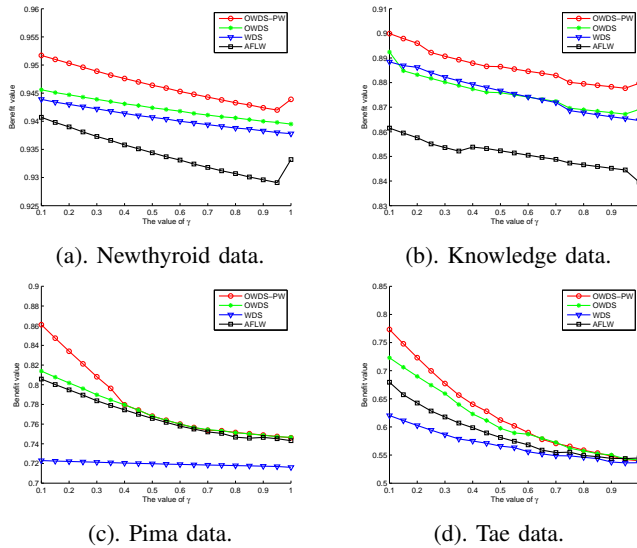 0.96
0.955
0.95
0.945
0.94
0.935
0.93
0.925
Benefit value
0.1 0.2 0.3 0.4 0.5 0.6 0.7 0.8 0.9 1
The value of γ
OWDS-PW
OWDS
WDS
AFLW
(a). Newthyroid data.
0.91
0.9
0.89
0.88
0.87
0.86
0.85
0.84
0.83
Benefit value
0.1 0.2 0.3 0.4 0.5 0.6 0.7 0.8 0.9
The value of γ
OWDS-PW
OWDS
WDS
AFLW
(b). Knowledge data.
0.9
0.88
0.86
0.84
0.82
0.8
0.78
0.76
0.74
0.72
0.7
Benefit value
0.1 0.2 0.3 0.4 0.5 0.6 0.7 0.8 0.9 1
The value of γ
OWDS-PW
OWDS
WDS
AFLW
(c). Pima data.
0.85
0.8
0.75
0.7
0.65
0.6
0.55
0.5
Benefit value
0.1 0.2 0.3 0.4 0.5 0.6 0.7 0.8 0.9
The value of γ
OWDS-PW
OWDS
WDS
AFLW
(d). Tae data.